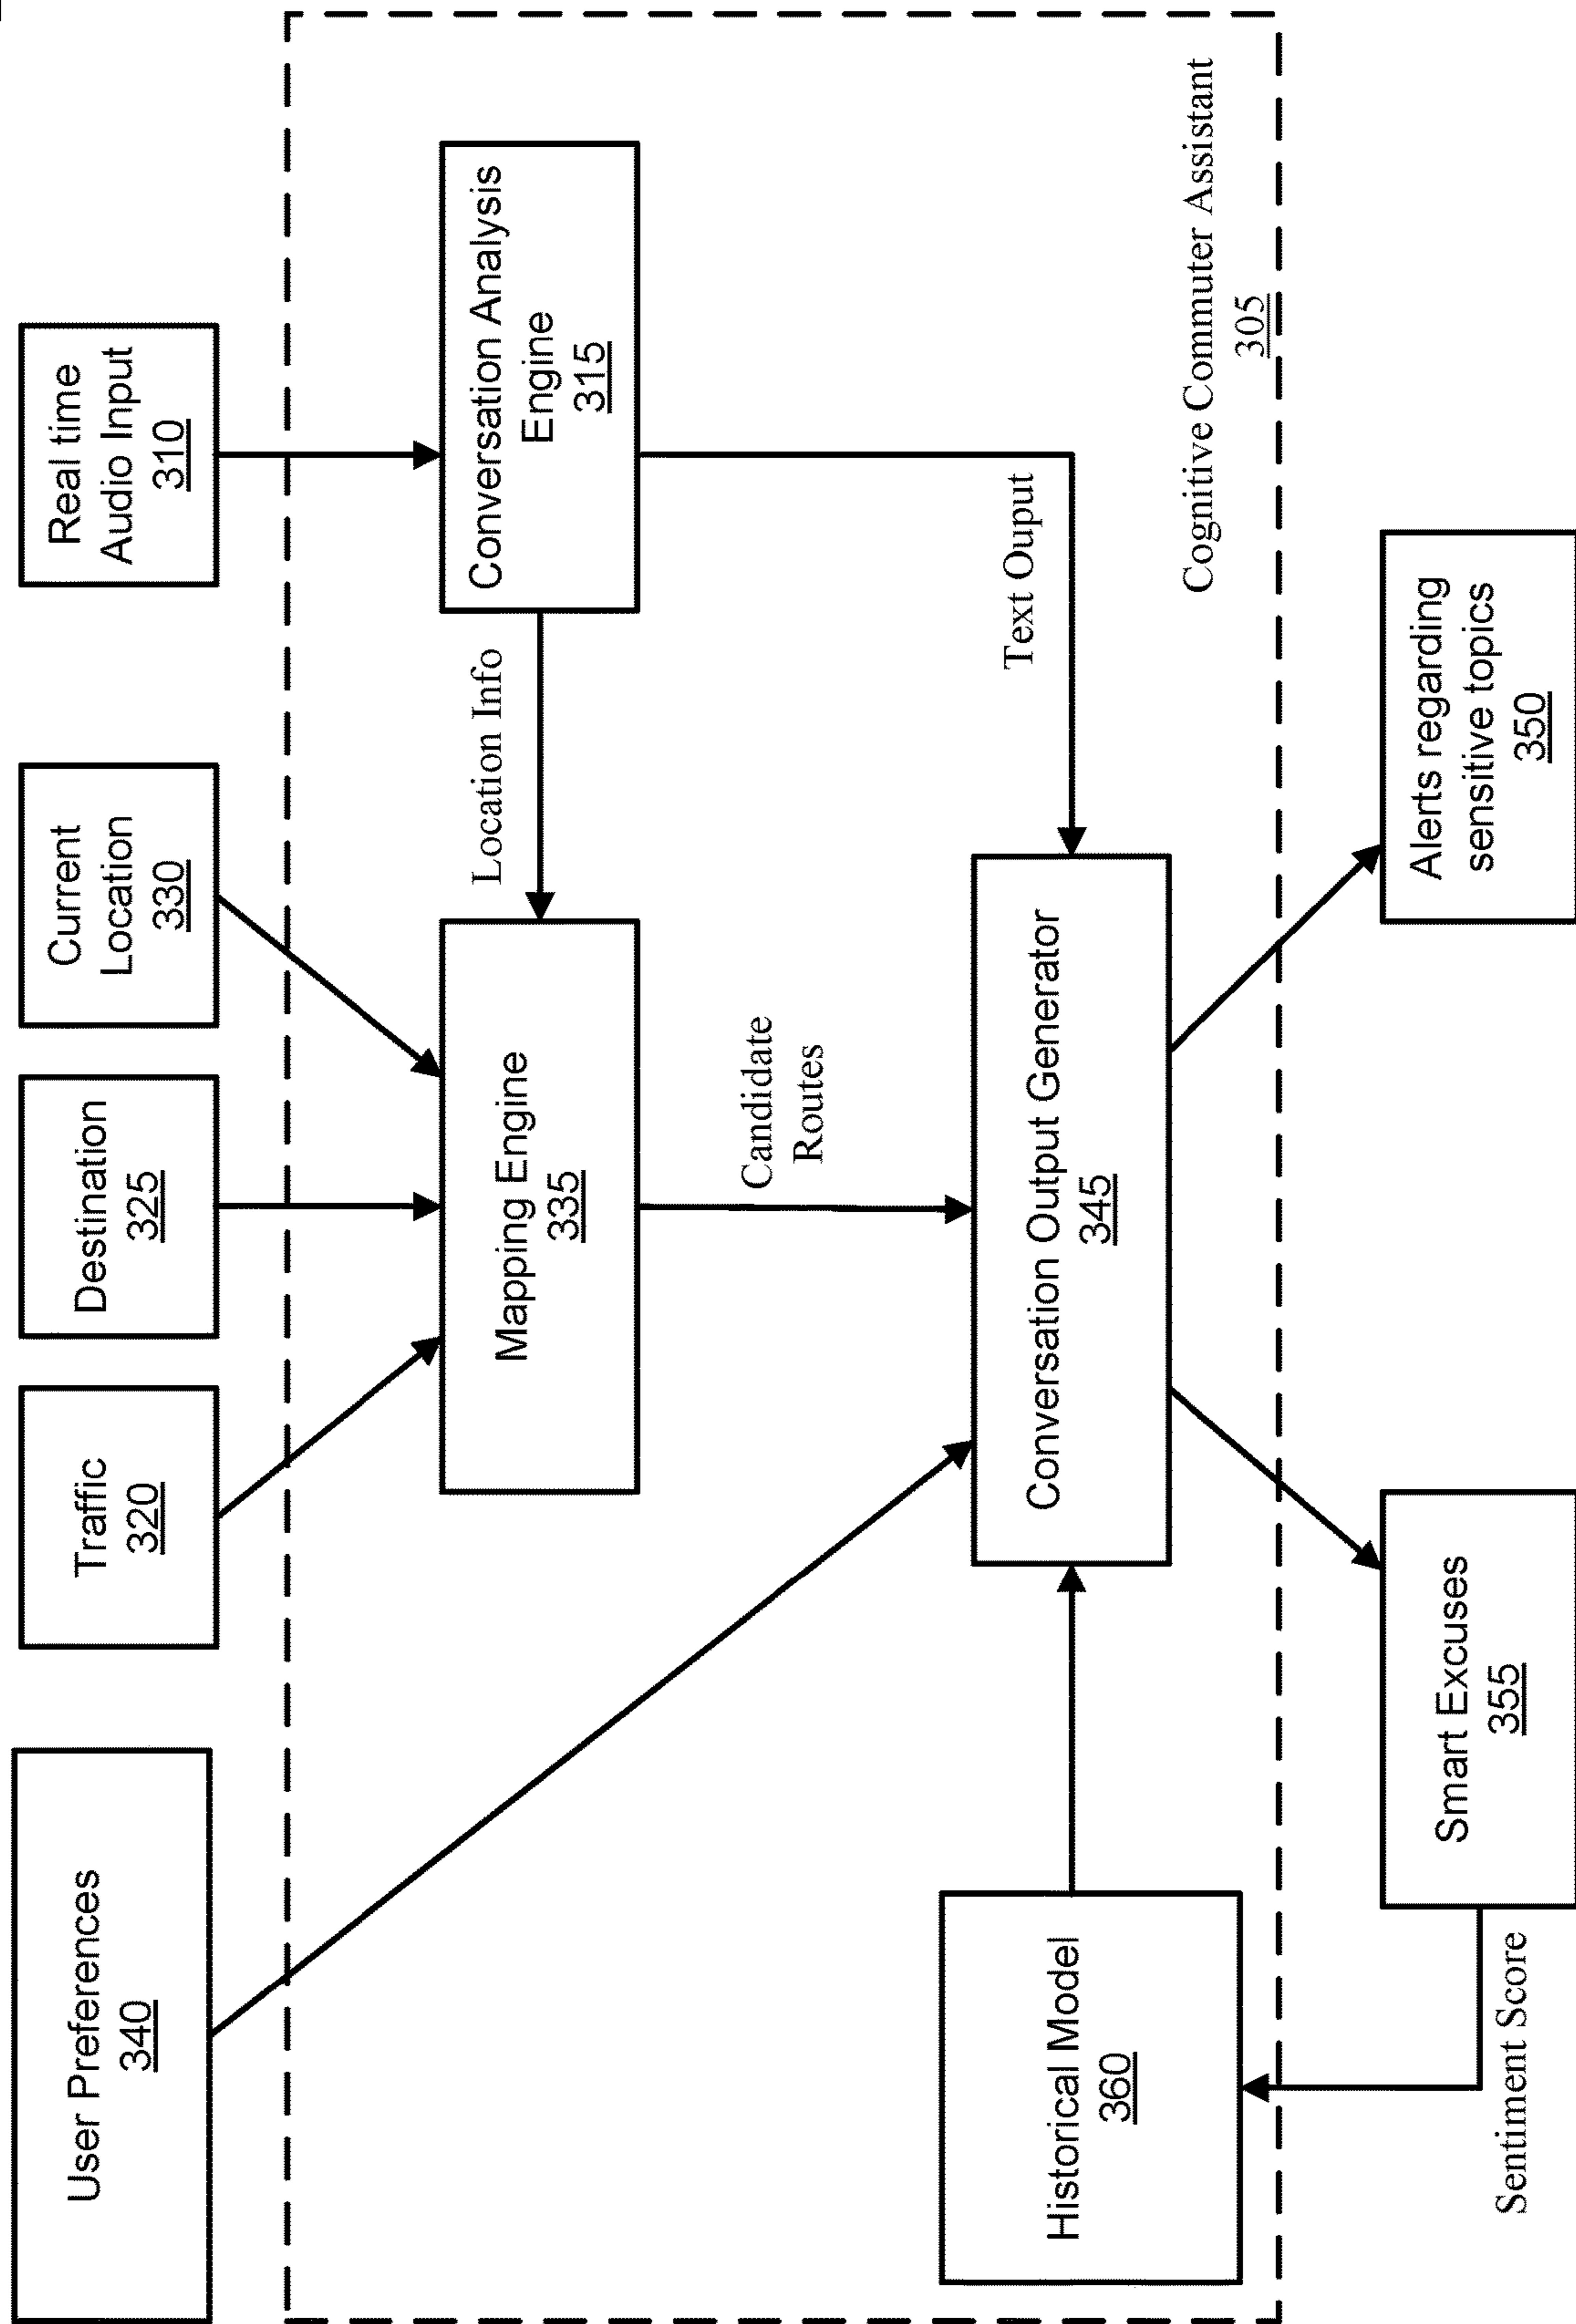 User Preferences
340
Traffic
320
Destination
325
Current
Location
330
Real time
Audio Input
310
Mapping Engine
335
Location Info
Conversation Analysis
Engine
315
Candidate
Routes
Text Ouput
Historical Model
360
Conversation Output Generator
345
Cognitive Commuter Assistant
305
Sentiment Score
Smart Excuses
355
Alerts regarding
sensitive topics
350